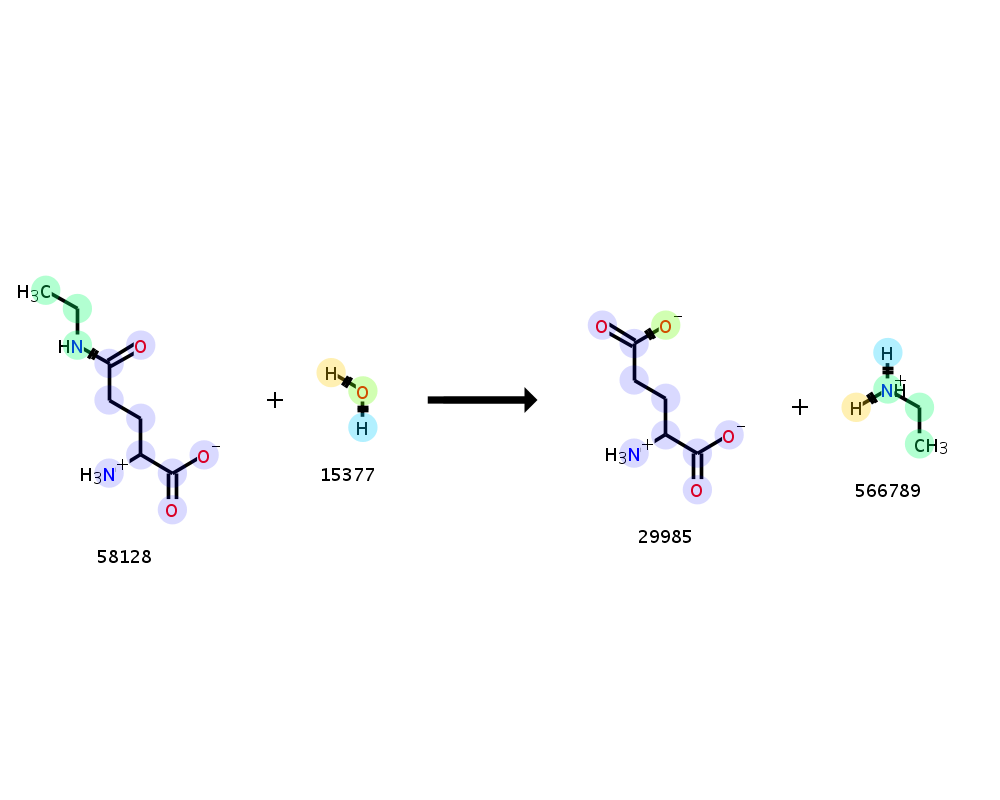 H3C
HN
O
H3N+
O−
O
58128
+
H
O
H
15377
O
O−
H3N+
O−
O
29985
+
H
H
NH+
CH3
566789